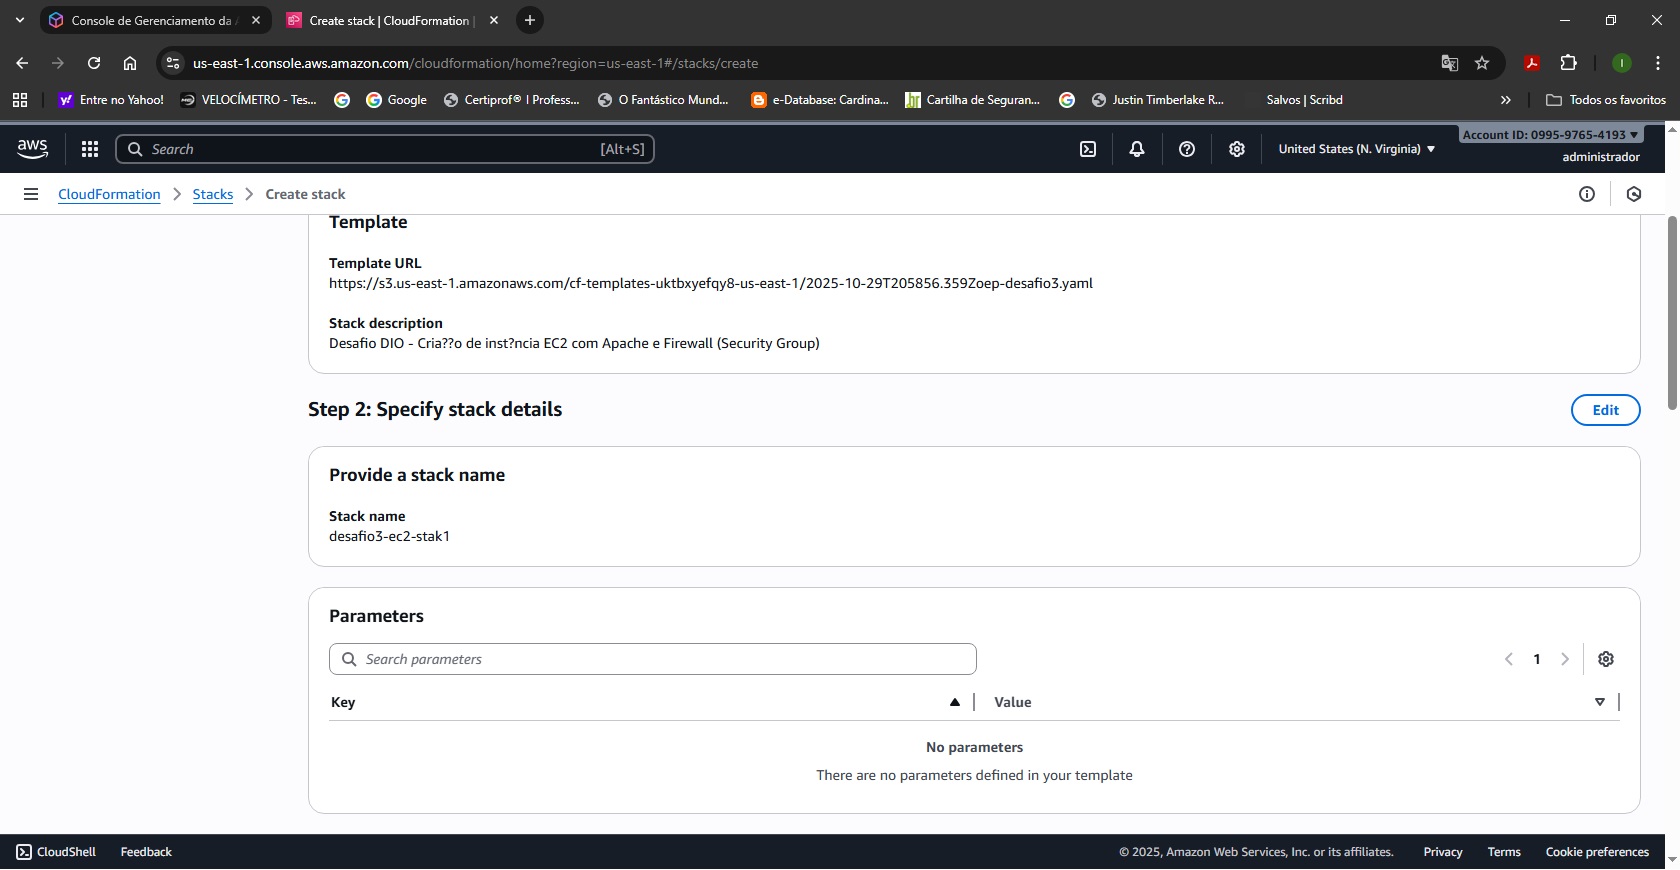 Console de Gerenciamento da A
Create stack | CloudFormation |
us-east-1.console.aws.amazon.com/cloudformation/home?region=us-east-1#/stacks/create
Entre no Yahoo!
VELOCÍMETRO - Tes...
Google
Certiprof® I Profess...
O Fantástico Mund...
e-Database: Cardina...
Cartilha de Seguran...
Justin Timberlake R...
Salvos | Scribd
Todos os favoritos
aws
Search
[Alt+S]
United States (N. Virginia)
Account ID: 0995-9765-4193
administrador
CloudFormation
Stacks
Create stack
Template
Template URL
https://s3.us-east-1.amazonaws.com/cf-templates-uktbxyefqy8-us-east-1/2025-10-29T205856.359Zoep-desafio3.yaml
Stack description
Desafio DIO - Cria??o de inst?ncia EC2 com Apache e Firewall (Security Group)
Step 2: Specify stack details
Edit
Provide a stack name
Stack name
desafio3-ec2-stak1
Parameters
Search parameters
1
Key
Value
No parameters
There are no parameters defined in your template
CloudShell
Feedback
© 2025, Amazon Web Services, Inc. or its affiliates.
Privacy
Terms
Cookie preferences